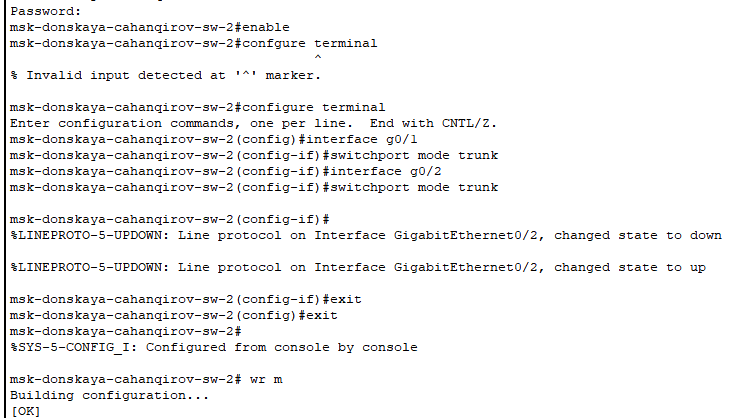 Password:
msk-donskaya-cahanqirov-sw-2#enable
msk-donskaya-cahanqirov-sw-2#confgure terminal
^
% Invalid input detected at '^' marker.
msk-donskaya-cahanqirov-sw-2#configure terminal
Enter configuration commands, one per line.  End with CNTL/Z.
msk-donskaya-cahanqirov-sw-2(config)#interface g0/1
msk-donskaya-cahanqirov-sw-2(config-if)#switchport mode trunk
msk-donskaya-cahanqirov-sw-2(config-if)#interface g0/2
msk-donskaya-cahanqirov-sw-2(config-if)#switchport mode trunk
msk-donskaya-cahanqirov-sw-2(config-if)#
%LINEPROTO-5-UPDOWN: Line protocol on Interface GigabitEthernet0/2, changed state to down
%LINEPROTO-5-UPDOWN: Line protocol on Interface GigabitEthernet0/2, changed state to up
msk-donskaya-cahanqirov-sw-2(config-if)#exit
msk-donskaya-cahanqirov-sw-2(config)#exit
msk-donskaya-cahanqirov-sw-2#
%SYS-5-CONFIG_I: Configured from console by console
msk-donskaya-cahanqirov-sw-2# wr m
Building configuration...
[OK]